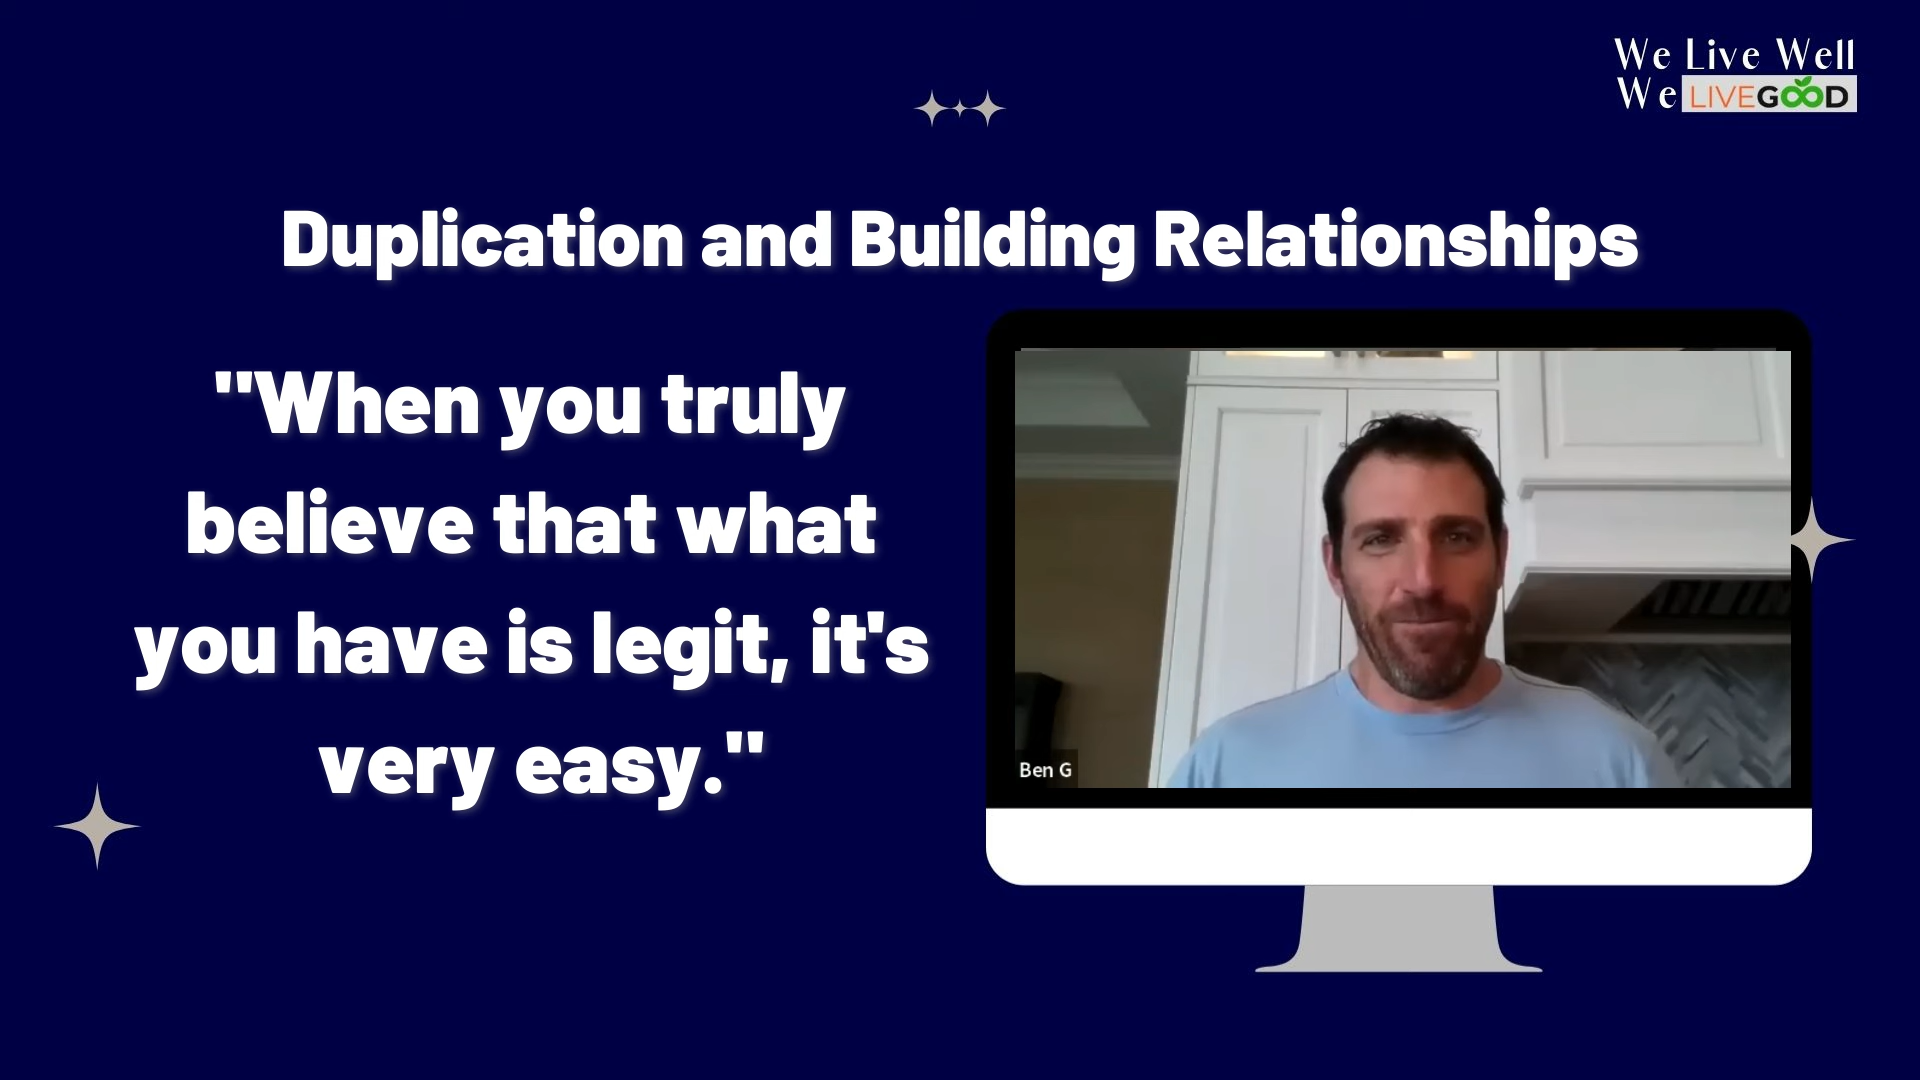 We Live Well
We LIVEGOOD
Duplication and Building Relationships
"When you truly
believe that what
you have is legit, it's
very easy."
Ben G